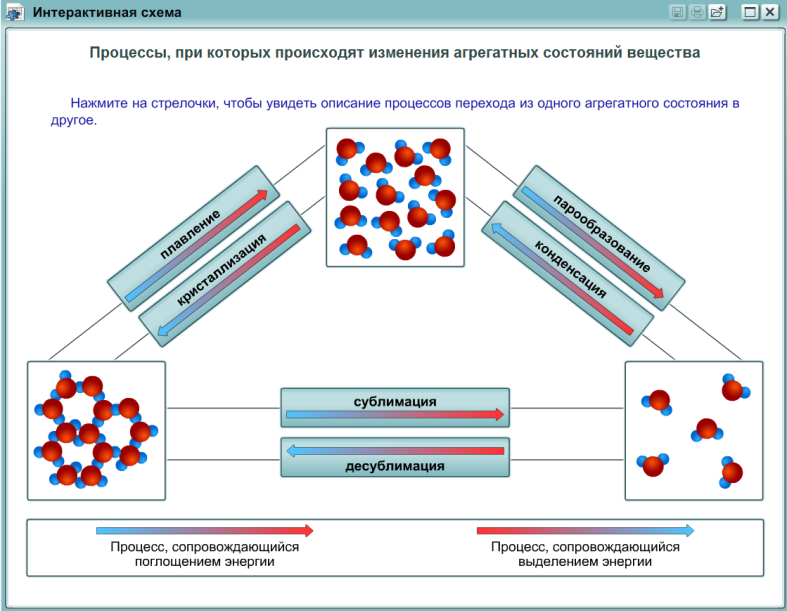 Интерактивная схема
Процессы, при которых происходят изменения агрегатных состояний вещества
Нажмите на стрелочки, чтобы увидеть описание процессов перехода из одного агрегатного состояния в
другое.
плавление
кристаллизация
парообразование
конденсация
сублимация
десублимация
Процесс, сопровождающийся
поглощением энергии
Процесс, сопровождающийся
выделением энергии